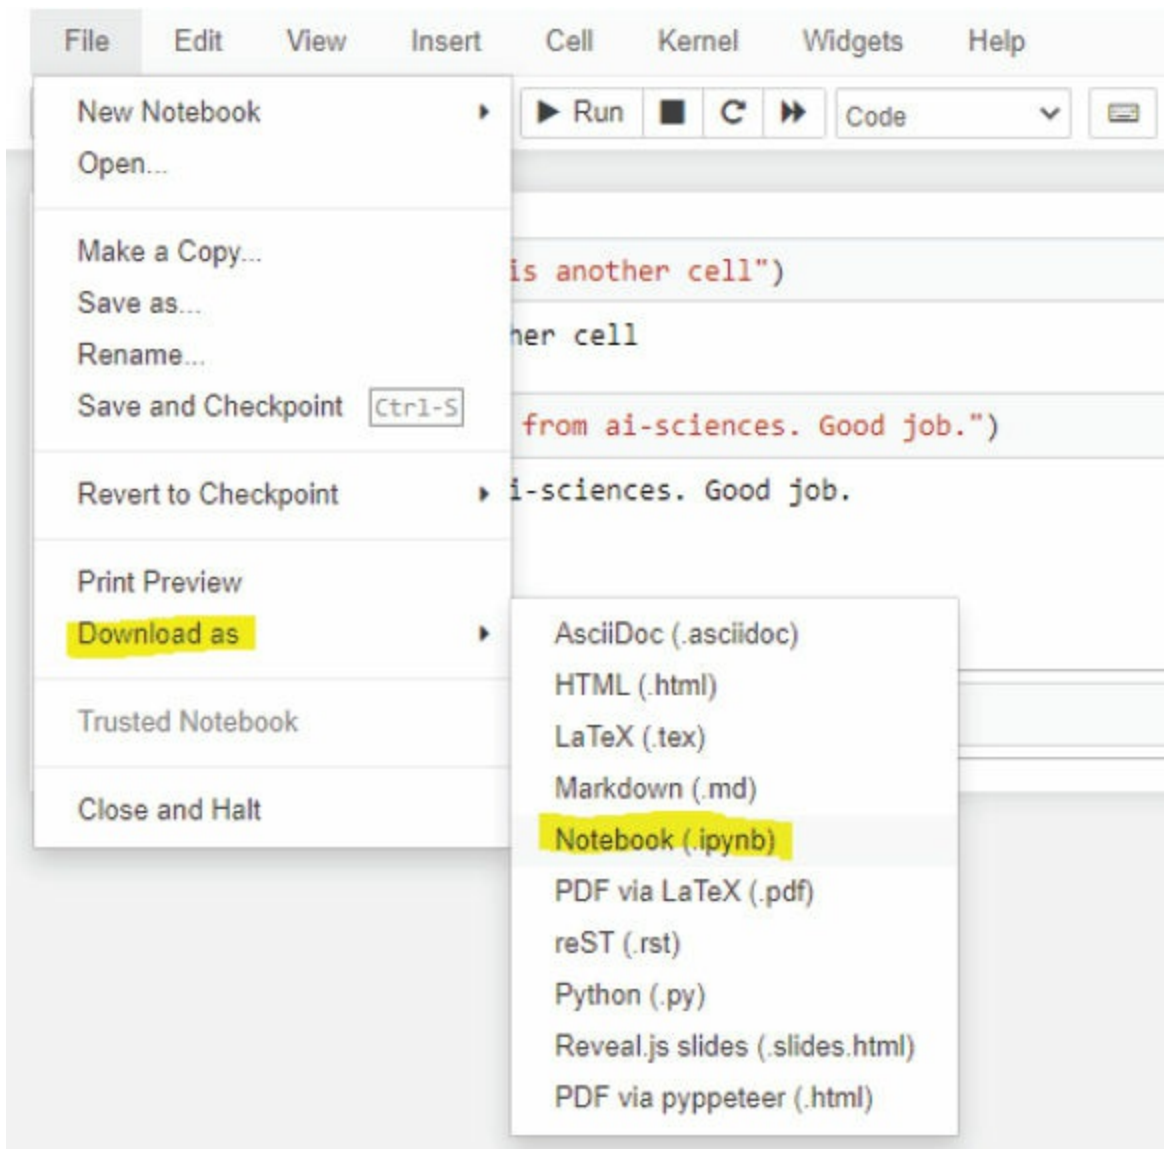 File Edit View Insert Cell Kernel Widgets Help
New Notebook
Open...
Make a Copy...
Save as...
Rename...
Save and Checkpoint Ctrl-S
Revert to Checkpoint
Print Preview
Download as
Trusted Notebook
Close and Halt
Run Code
is another cell")
her cell
from ai-sciences. Good job.")
i-sciences. Good job.
AsciiDoc (.asciidoc)
HTML (.html)
LaTeX (.tex)
Markdown (.md)
Notebook (.ipynb)
PDF via LaTeX (.pdf)
reST (.rst)
Python (.py)
Reveal.js slides (.slides.html)
PDF via pyppeteer (.html)